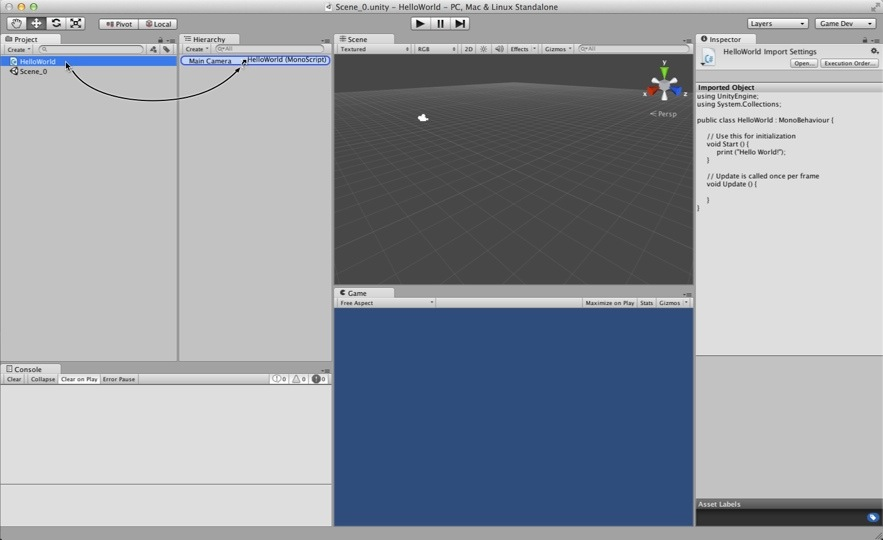 Scene_0.unity – HelloWorld – PC, Mac & Linux Standalone
Pivot Local Layers Game Dev
Project
Create
HelloWorld
Scene_0
Hierarchy
Create All
Main Camera HelloWorld (MonoScript)
Scene
Textured RGB 2D Effects Gizmos All
y
x z
Persp
Game
Free Aspect Maximize on Play Stats Gizmos
Console
Clear Collapse Clear on Play Error Pause 0 0 0
Inspector
HelloWorld Import Settings
Open... Execution Order...
Imported Object
using UnityEngine;
using System.Collections;
public class HelloWorld : MonoBehaviour {
// Use this for initialization
void Start () {
print ("Hello World!");
}
// Update is called once per frame
void Update () {
}
}
Asset Labels